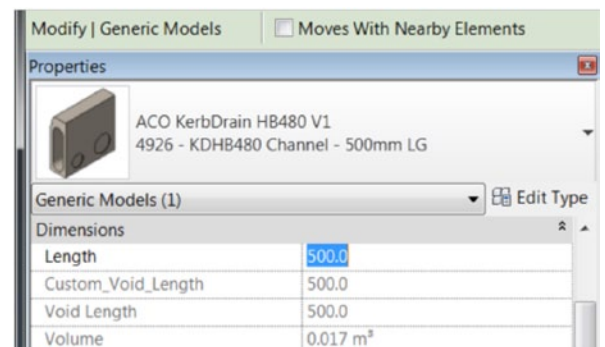 Modify | Generic Models Moves With Nearby Elements
Properties
ACO KerbDrain HB480 V1
4926 - KDHB480 Channel - 500mm LG
Generic Models (1) Edit Type
Dimensions
Length 500.0
Custom_Void_Length 500.0
Void Length 500.0
Volume 0.017 m³